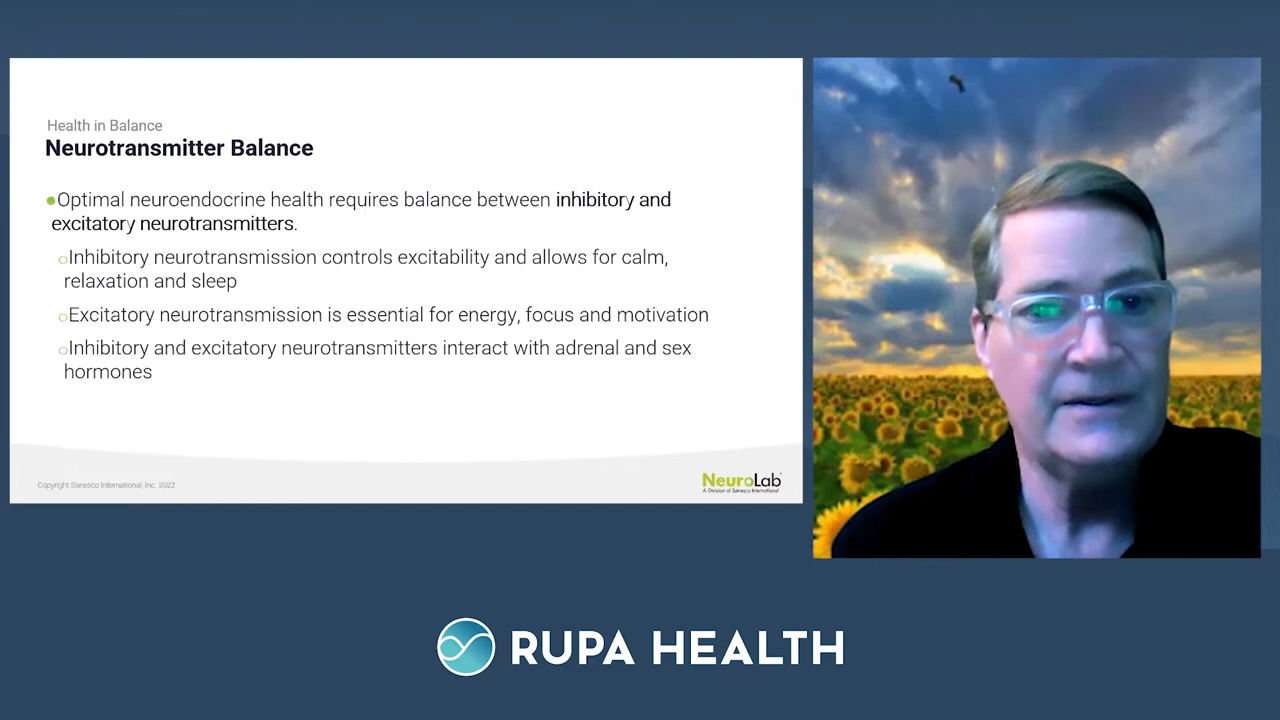 Health in Balance
Neurotransmitter Balance
Optimal neuroendocrine health requires balance between inhibitory and
excitatory neurotransmitters.
Inhibitory neurotransmission controls excitability and allows for calm,
relaxation and sleep
Excitatory neurotransmission is essential for energy, focus and motivation
Inhibitory and excitatory neurotransmitters interact with adrenal and sex
hormones
Copyright Sanesco International, Inc. 2022
NeuroLab
A Division of Sanesco International
RUPA HEALTH